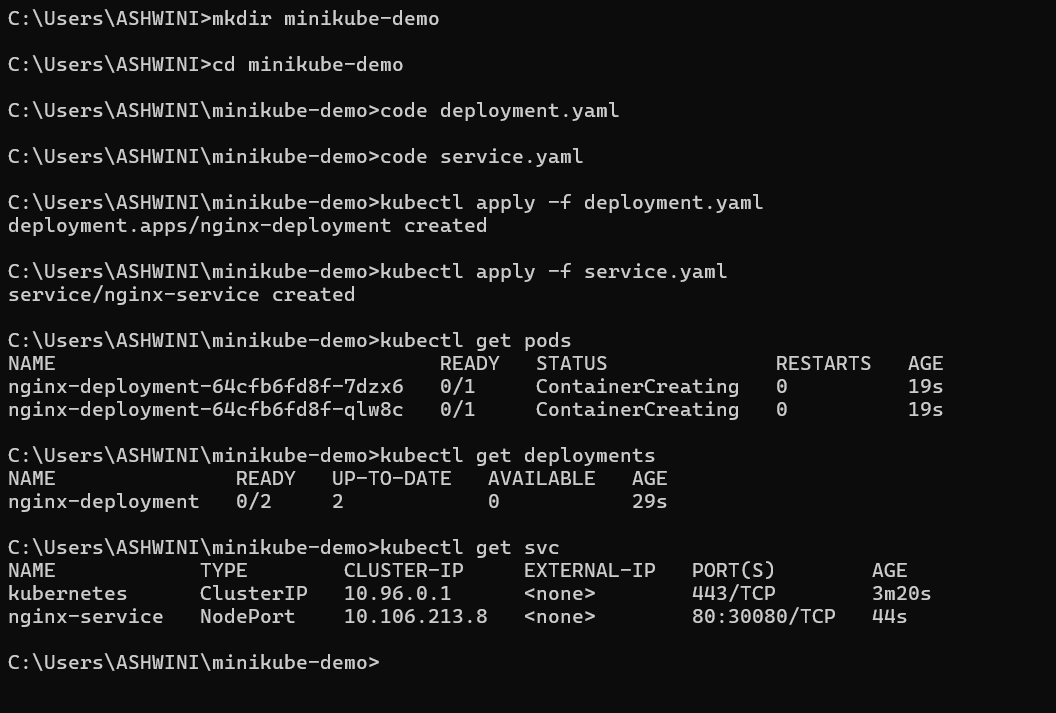 C:\Users\ASHWINI>mkdir minikube-demo
C:\Users\ASHWINI>cd minikube-demo
C:\Users\ASHWINI\minikube-demo>code deployment.yaml
C:\Users\ASHWINI\minikube-demo>code service.yaml
C:\Users\ASHWINI\minikube-demo>kubectl apply -f deployment.yaml
deployment.apps/nginx-deployment created
C:\Users\ASHWINI\minikube-demo>kubectl apply -f service.yaml
service/nginx-service created
C:\Users\ASHWINI\minikube-demo>kubectl get pods
NAME                                READY   STATUS              RESTARTS   AGE
nginx-deployment-64cfb6fd8f-7dzx6   0/1     ContainerCreating   0          19s
nginx-deployment-64cfb6fd8f-qlw8c   0/1     ContainerCreating   0          19s
C:\Users\ASHWINI\minikube-demo>kubectl get deployments
NAME               READY   UP-TO-DATE   AVAILABLE   AGE
nginx-deployment   0/2     2            0           29s
C:\Users\ASHWINI\minikube-demo>kubectl get svc
NAME            TYPE        CLUSTER-IP     EXTERNAL-IP   PORT(S)        AGE
kubernetes      ClusterIP   10.96.0.1      <none>        443/TCP        3m20s
nginx-service   NodePort    10.106.213.8   <none>        80:30080/TCP   44s
C:\Users\ASHWINI\minikube-demo>